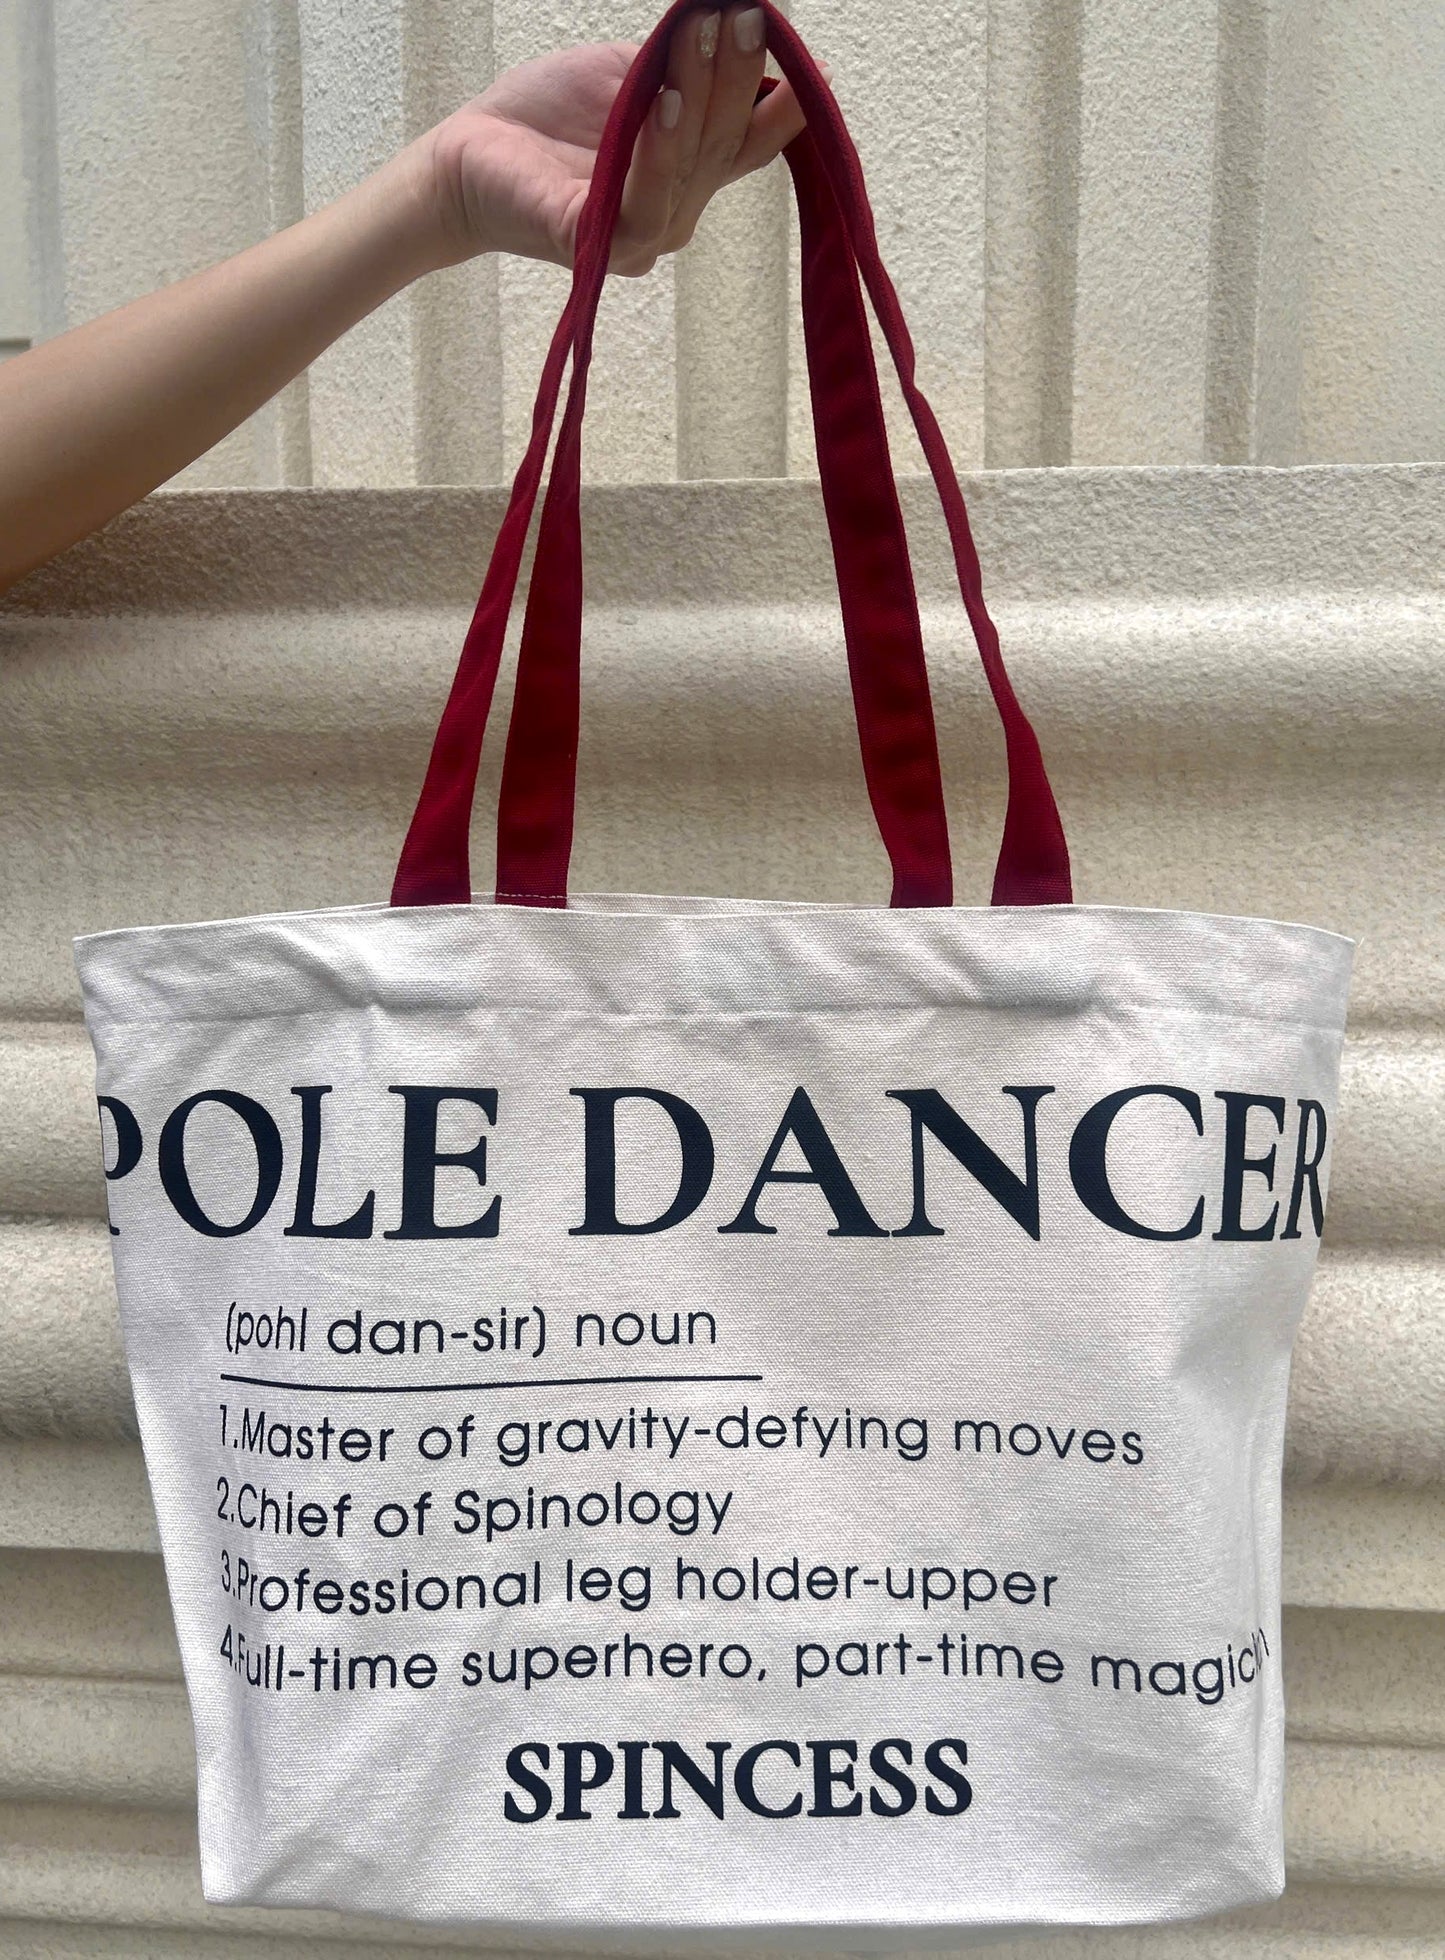 POLE DANCER
(pohl dan-sir) noun
1.Master of gravity-defying moves
2.Chief of Spinology
3.Professional leg holder-upper
4.Full-time superhero, part-time magician
SPINCESS